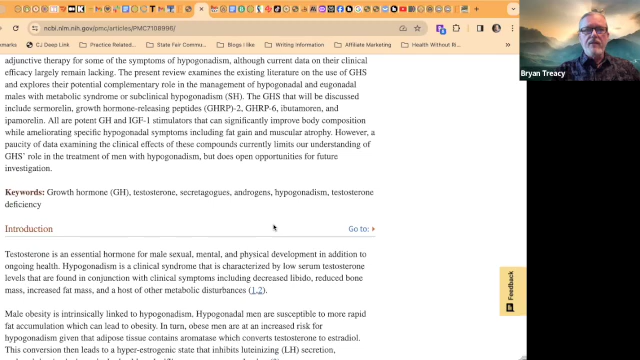 ncbi.nlm.nih.gov/pmc/articles/PMC7108996/
CJ Deep Link
Related Posts
State Fair Commu...
Blogs I like
Writing Information
Affiliate Marketing
Health Without Ri...
adjunctive therapy for some of the symptoms of hypogonadism, although current data on their clinical
efficacy largely remain lacking. The present review examines the existing literature on the use of GHS
and explores their potential complementary role in the management of hypogonadal and eugonadal
males with metabolic syndrome or subclinical hypogonadism (SH). The GHS that will be discussed
include sermorelin, growth hormone-releasing peptides (GHRP)-2, GHRP-6, ibutamoren, and
ipamorelin. All are potent GH and IGF-1 stimulators that can significantly improve body composition
while ameliorating specific hypogonadal symptoms including fat gain and muscular atrophy. However, a
paucity of data examining the clinical effects of these compounds currently limits our understanding of
GHS' role in the treatment of men with hypogonadism, but does open opportunities for future
investigation.
Keywords: Growth hormone (GH), testosterone, secretagogues, androgens, hypogonadism, testosterone
deficiency
Introduction
Go to:
Testosterone is an essential hormone for male sexual, mental, and physical development in addition to
ongoing health. Hypogonadism is a clinical syndrome that is characterized by low serum testosterone
levels that are found in conjunction with clinical symptoms including decreased libido, reduced bone
mass, increased fat mass, and a host of other metabolic disturbances (1,2).
Male obesity is intrinsically linked to hypogonadism. Hypogonadal men are susceptible to more rapid
fat accumulation which can lead to obesity. In turn, obese men are at an increased risk for
hypogonadism given that adipose tissue contains aromatase which converts testosterone to estradiol.
This conversion then leads to a hyper-estrogenic state that inhibits luteinizing (LH) secretion,
Feedback
Bryan Treacy